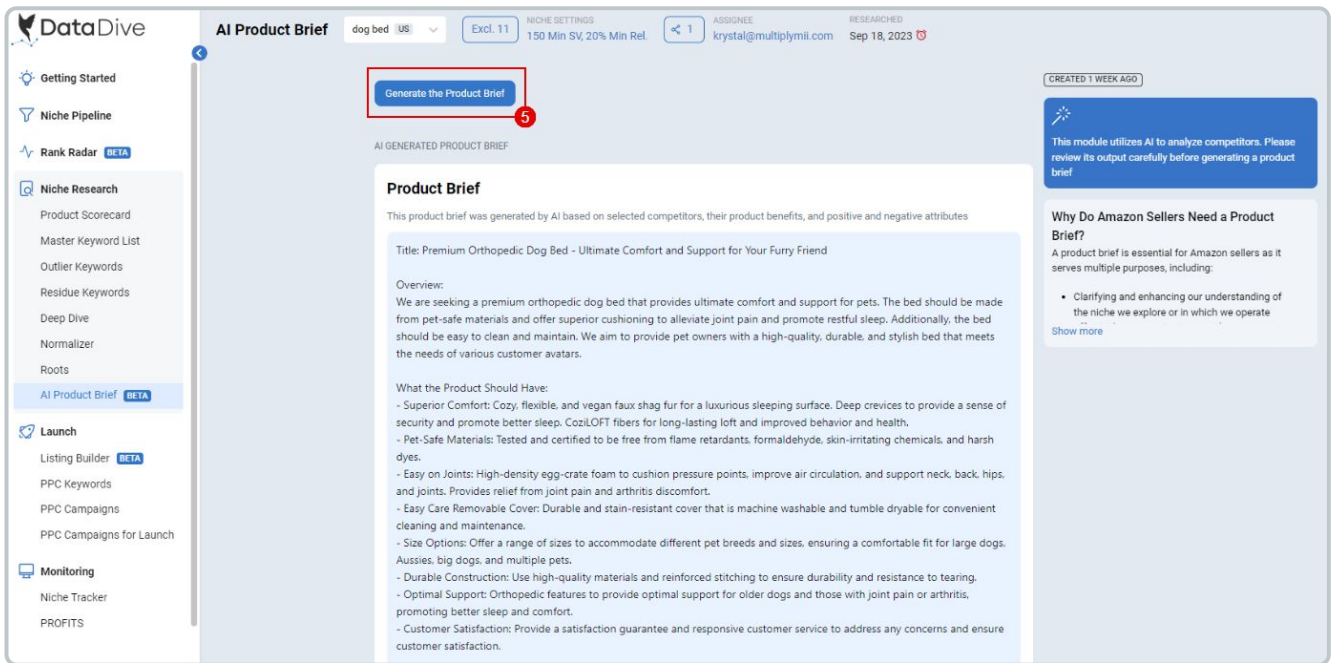 DataDive
Getting Started
Niche Pipeline
Rank Radar BETA
Niche Research
Product Scorecard
Master Keyword List
Outlier Keywords
Residue Keywords
Deep Dive
Normalizer
Roots
AI Product Brief BETA
Launch
Listing Builder BETA
PPC Keywords
PPC Campaigns
PPC Campaigns for Launch
Monitoring
Niche Tracker
PROFITS
AI Product Brief
dog bed US
Excl. 11
NICHE SETTINGS
150 Min SV, 20% Min Rel.
1
ASSIGNEE
krystal@multiplymii.com
RESEARCHED
Sep 18, 2023
Generate the Product Brief
5
AI GENERATED PRODUCT BRIEF
Product Brief
This product brief was generated by AI based on selected competitors, their product benefits, and positive and negative attributes
Title: Premium Orthopedic Dog Bed - Ultimate Comfort and Support for Your Furry Friend
Overview:
We are seeking a premium orthopedic dog bed that provides ultimate comfort and support for pets. The bed should be made
from pet-safe materials and offer superior cushioning to alleviate joint pain and promote restful sleep. Additionally, the bed
should be easy to clean and maintain. We aim to provide pet owners with a high-quality, durable, and stylish bed that meets
the needs of various customer avatars.
What the Product Should Have:
- Superior Comfort: Cozy, flexible, and vegan faux shag fur for a luxurious sleeping surface. Deep crevices to provide a sense of
security and promote better sleep. CoziLOFT fibers for long-lasting loft and improved behavior and health.
- Pet-Safe Materials: Tested and certified to be free from flame retardants, formaldehyde, skin-irritating chemicals, and harsh
dyes.
- Easy on Joints: High-density egg-crate foam to cushion pressure points, improve air circulation, and support neck, back, hips,
and joints. Provides relief from joint pain and arthritis discomfort.
- Easy Care Removable Cover: Durable and stain-resistant cover that is machine washable and tumble dryable for convenient
cleaning and maintenance.
- Size Options: Offer a range of sizes to accommodate different pet breeds and sizes, ensuring a comfortable fit for large dogs,
Aussies, big dogs, and multiple pets.
- Durable Construction: Use high-quality materials and reinforced stitching to ensure durability and resistance to tearing.
- Optimal Support: Orthopedic features to provide optimal support for older dogs and those with joint pain or arthritis,
promoting better sleep and comfort.
- Customer Satisfaction: Provide a satisfaction guarantee and responsive customer service to address any concerns and ensure
customer satisfaction.
CREATED 1 WEEK AGO
This module utilizes AI to analyze competitors. Please
review its output carefully before generating a product
brief
Why Do Amazon Sellers Need a Product
Brief?
A product brief is essential for Amazon sellers as it
serves multiple purposes, including:
• Clarifying and enhancing our understanding of
the niche we explore or in which we operate
Show more